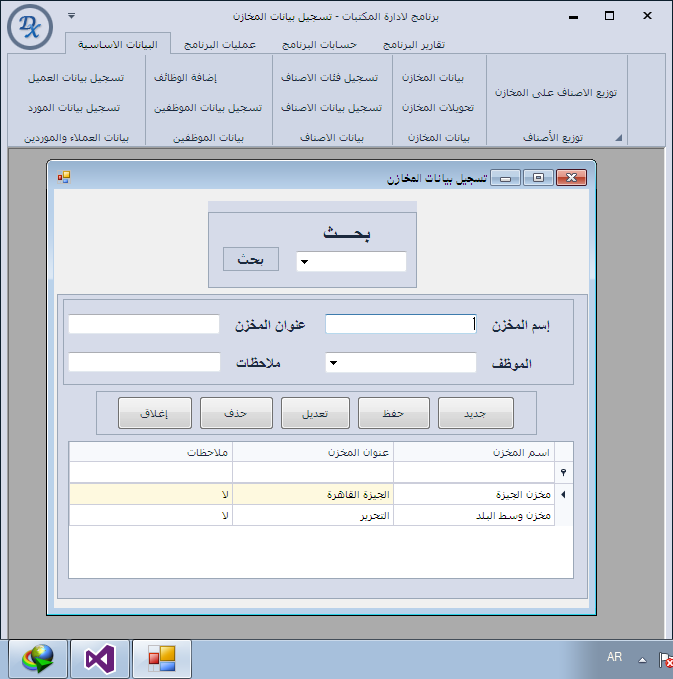 برنامج لادارة المكتبات - تسجيل بيانات المخازن
DX
البيانات الاساسية عمليات البرنامج حسابات البرنامج تقارير البرنامج
تسجيل بيانات العميل
تسجيل بيانات المورد
بيانات العملاء والموردين
إضافة الوظائف
تسجيل بيانات الموظفين
بيانات الموظفين
تسجيل فئات الاصناف
تسجيل بيانات الاصناف
بيانات الاصناف
بيانات المخازن
تحويلات المخازن
بيانات المخازن
توزيع الاصناف على المخازن
توزيع الأصناف
تسجيل بيانات المخازن
بحـــث
بحث
إسم المخزن
عنوان المخزن
الموظف
ملاحظات
جديد حفظ تعديل حذف إغلاق
اسم المخزن عنوان المخزن ملاحظات
مخزن الجيزة الجيزة القاهرة لا
مخزن وسط البلد التحرير لا
AR